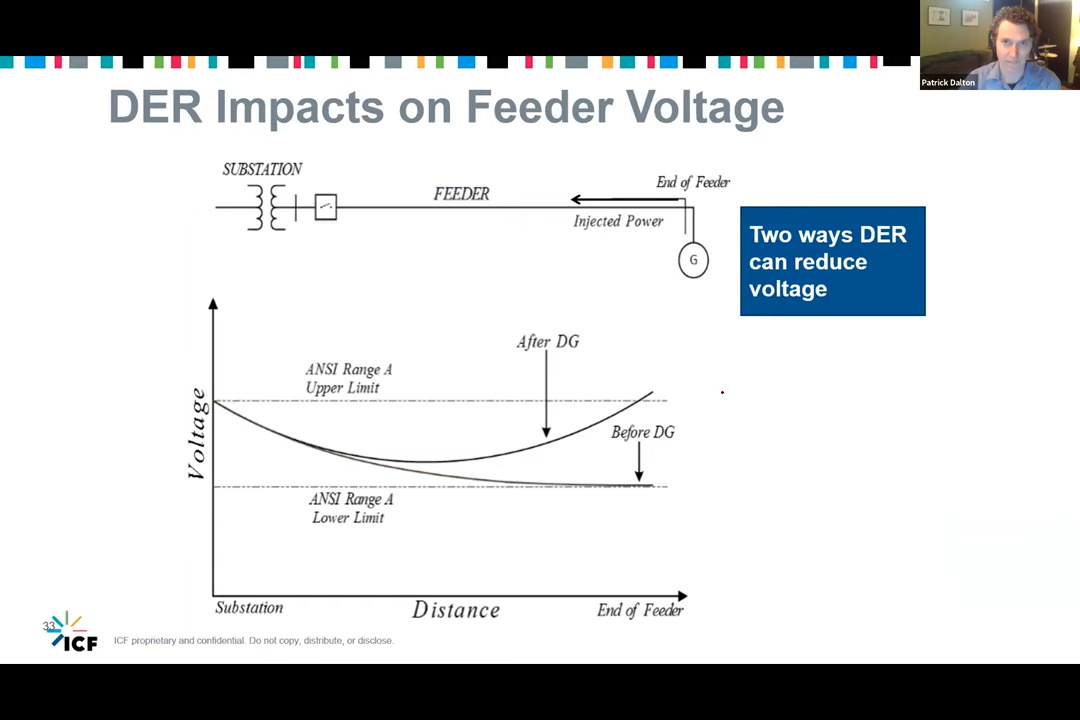 Patrick Dalton
DER Impacts on Feeder Voltage
SUBSTATION
FEEDER
End of Feeder
Injected Power
G
Two ways DER
can reduce
voltage
After DG
ANSI Range A
Upper Limit
Before DG
Voltage
ANSI Range A
Lower Limit
Substation
Distance
End of Feeder
33
ICF
ICF proprietary and confidential. Do not copy, distribute, or disclose.